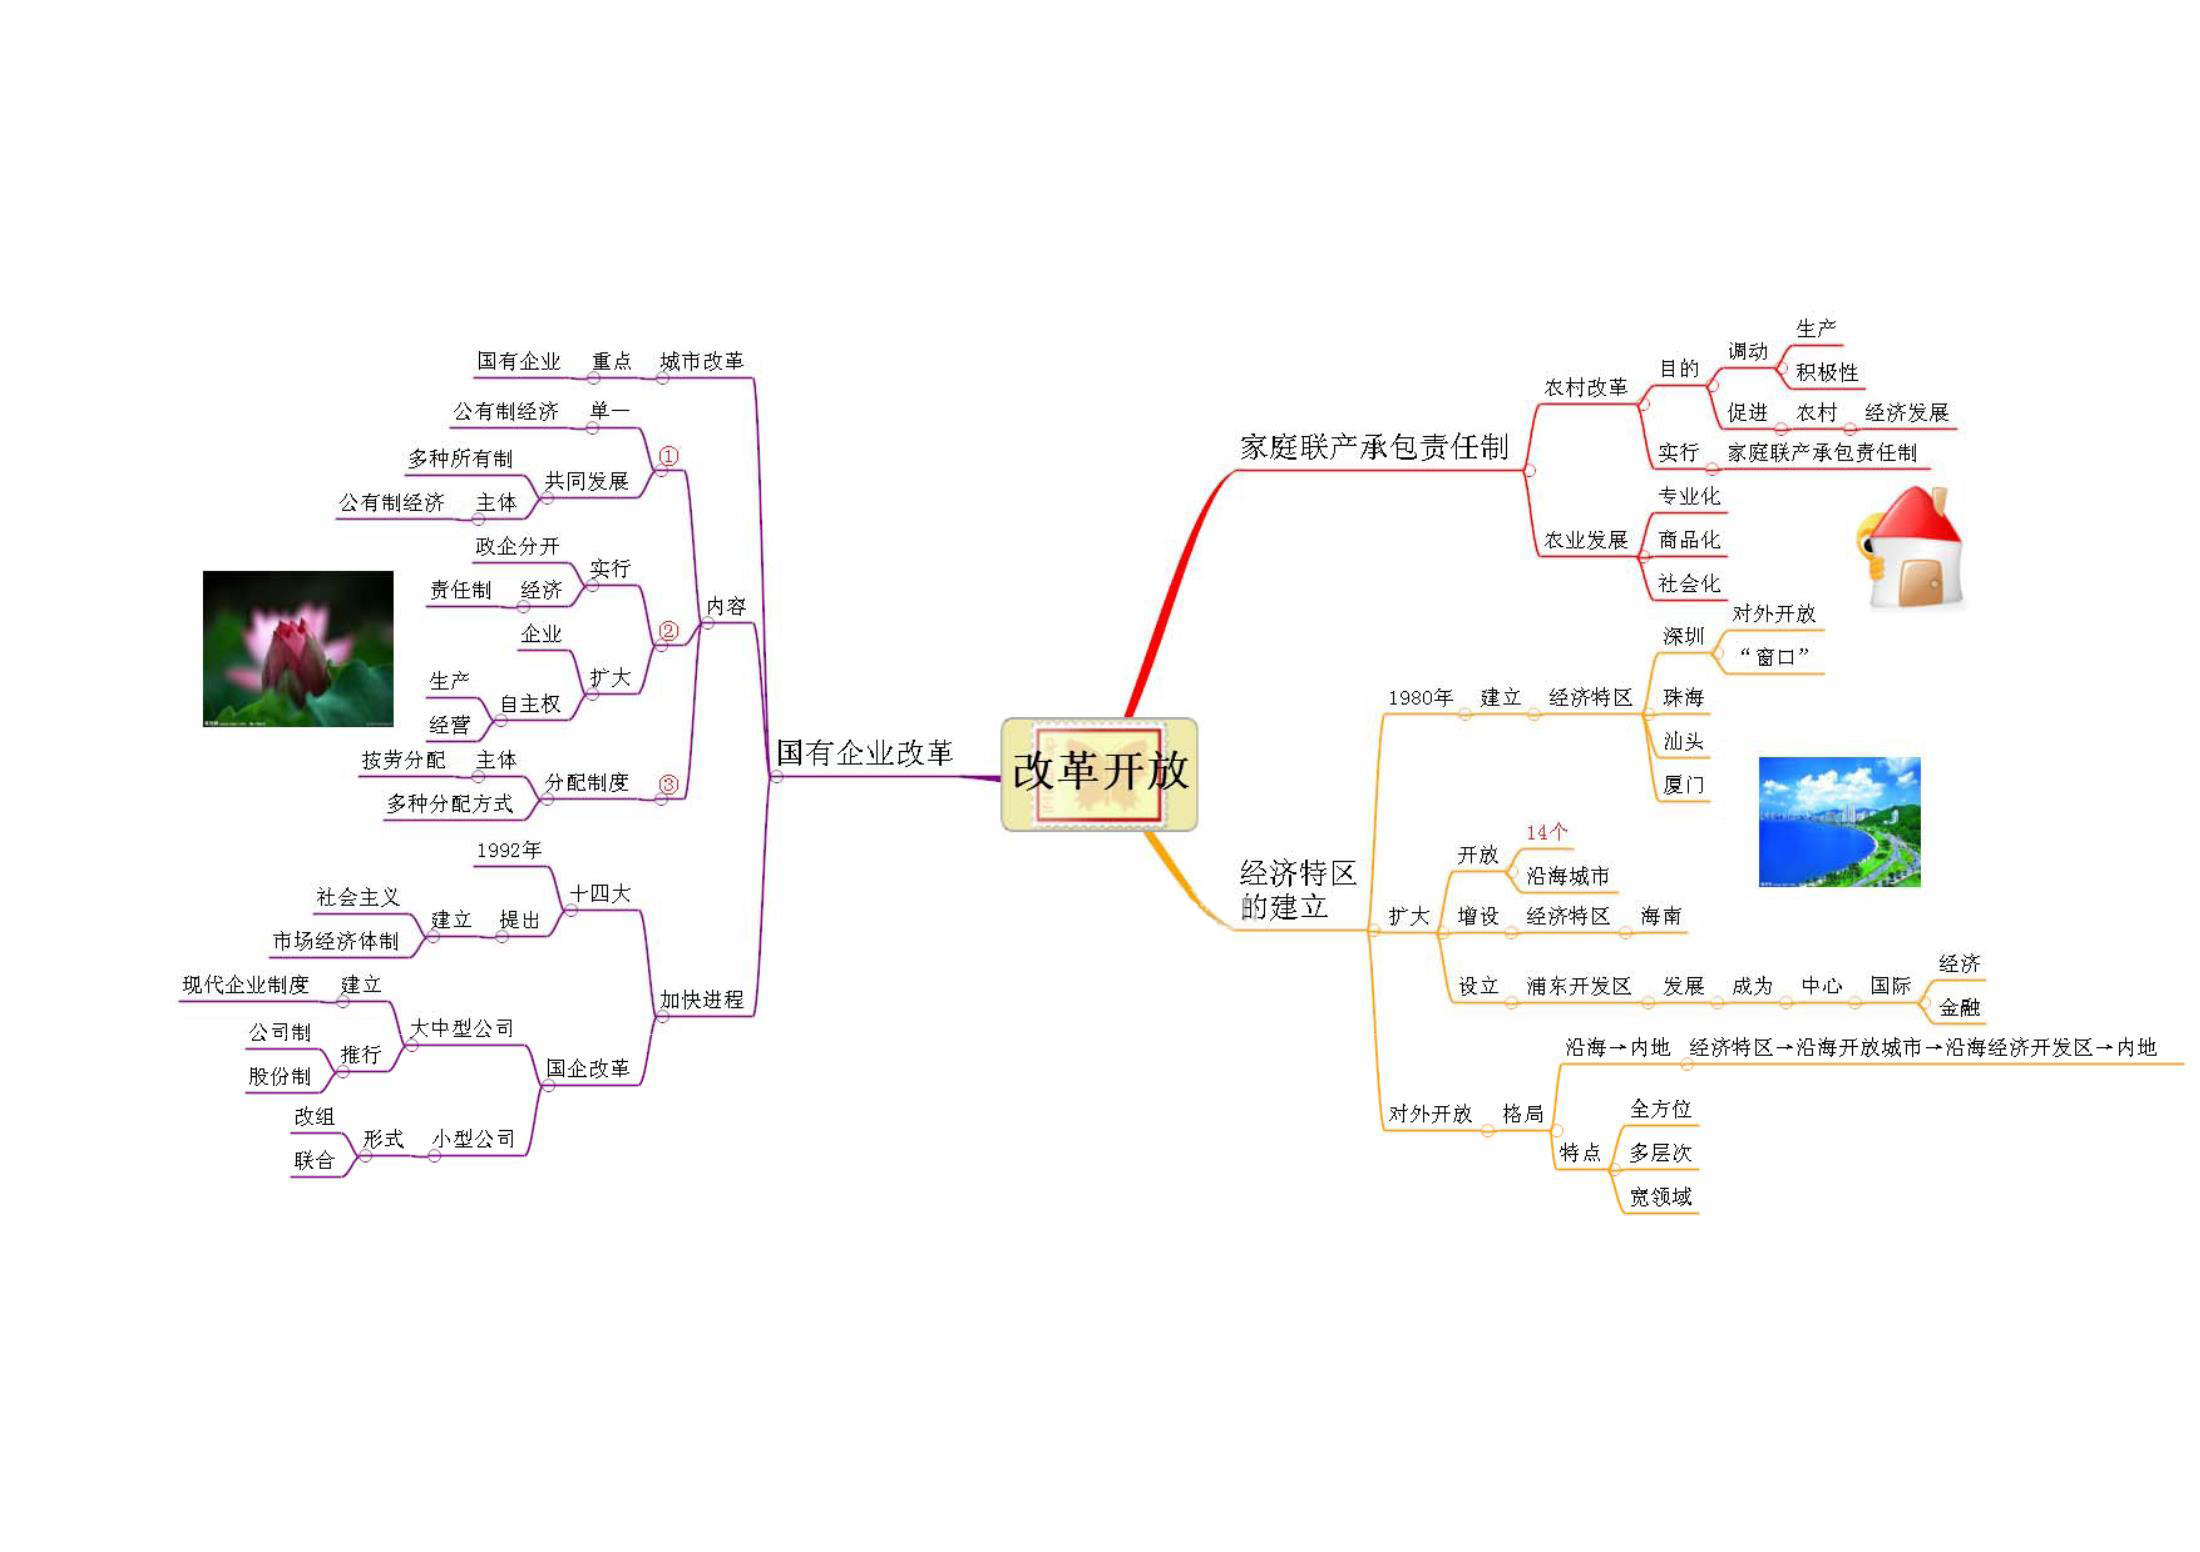 改革开放
家庭联产承包责任制
农村改革
目的
调动
生产
积极性
促进
农村
经济发展
实行
家庭联产承包责任制
农业发展
专业化
商品化
社会化
经济特区
的建立
1980年
建立
经济特区
深圳
对外开放
“窗口”
珠海
汕头
厦门
扩大
开放
14个
沿海城市
增设
经济特区
海南
设立
浦东开发区
发展
成为
中心
国际
经济
金融
对外开放
格局
沿海→内地
经济特区→沿海开放城市→沿海经济开发区→内地
特点
全方位
多层次
宽领域
国有企业改革
城市改革
重点
国有企业
内容
①
单一
公有制经济
共同发展
多种所有制
主体
公有制经济
②
实行
政企分开
经济
责任制
扩大
企业
自主权
生产
经营
③
分配制度
主体
按劳分配
多种分配方式
加快进程
十四大
1992年
提出
建立
社会主义
市场经济体制
国企改革
大中型公司
建立
现代企业制度
推行
公司制
股份制
小型公司
形式
改组
联合